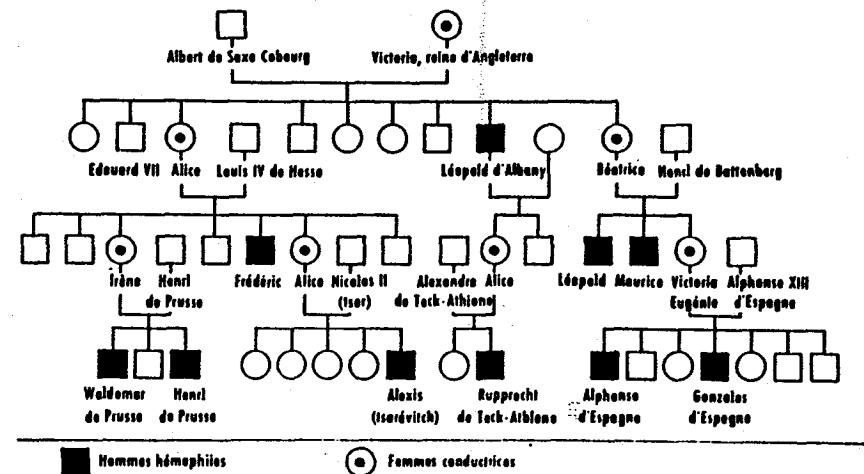 Albert de Saxe Cobourg Victoria, reine d'Angleterre
Edouard VII Alice Louis IV de Hesse Léopold d'Albany Béatrice Henri de Battenberg
Irène Henri de Prusse Frédéric Alice Nicolas II (tsar) Alexandre de Teck-Athlone Alice Léopold Maurice Victoria Eugénie Alphonse XIII d'Espagne
Waldemar de Prusse Henri de Prusse Alexis (tsarévitch) Rupprecht de Teck-Athlone Alphonse d'Espagne Gonzalos d'Espagne
Hommes hémophiles Femmes conductrices